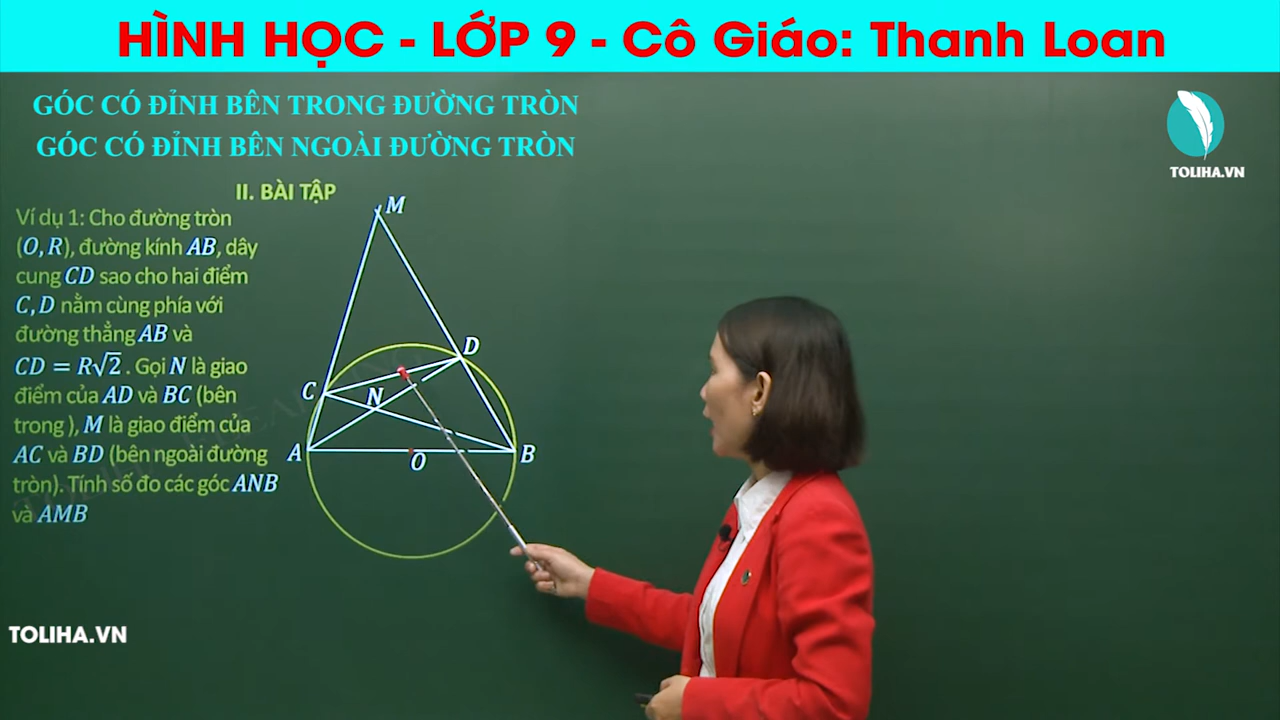 HÌNH HỌC - LỚP 9 - Cô Giáo: Thanh Loan
GÓC CÓ ĐỈNH BÊN TRONG ĐƯỜNG TRÒN
GÓC CÓ ĐỈNH BÊN NGOÀI ĐƯỜNG TRÒN
TOLIHA.VN
II. BÀI TẬP
Ví dụ 1: Cho đường tròn
(O, R), đường kính AB, dây
cung CD sao cho hai điểm
C, D nằm cùng phía với
đường thẳng AB và
CD = R√2 . Gọi N là giao
điểm của AD và BC (bên
trong ), M là giao điểm của
AC và BD (bên ngoài đường
tròn). Tính số đo các góc ANB
và AMB
M
D
C
N
A
O
B
TOLIHA.VN